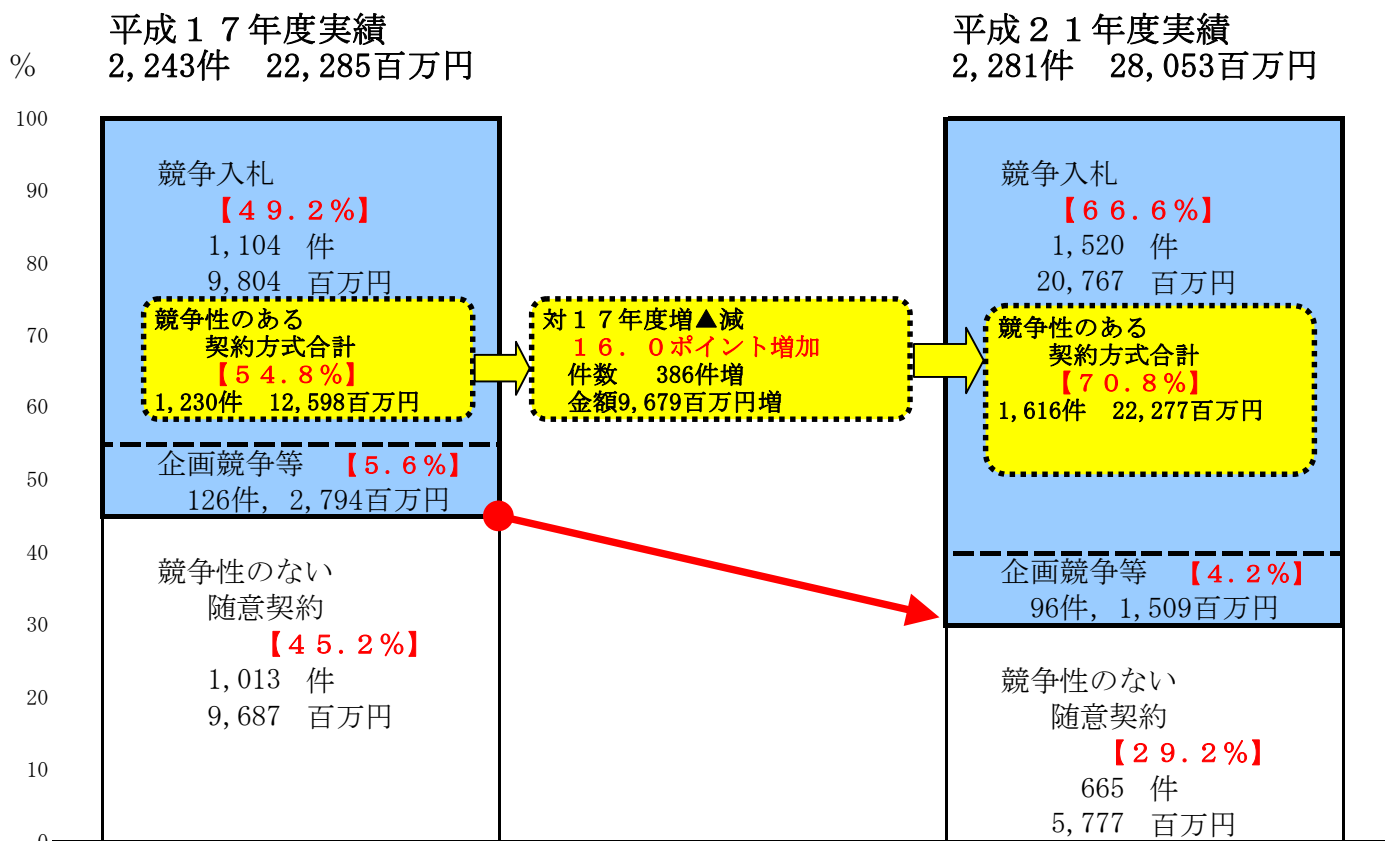 平成１７年度実績
2,243件　22,285百万円
平成２１年度実績
2,281件　28,053百万円
%
100
90
80
70
60
50
40
30
20
10
0
競争入札
【４９．２%】
1,104　件
9,804　百万円
競争性のある
契約方式合計
【５４．８%】
1,230件　12,598百万円
企画競争等　【５．６%】
126件, 2,794百万円
競争性のない
随意契約
【４５．２%】
1,013　件
9,687　百万円
対１７年度増▲減
１６．０ポイント増加
件数　386件増
金額9,679百万円増
競争入札
【６６．６%】
1,520　件
20,767　百万円
競争性のある
契約方式合計
【７０．８%】
1,616件　22,277百万円
企画競争等　【４．２%】
96件, 1,509百万円
競争性のない
随意契約
【２９．２%】
665　件
5,777　百万円